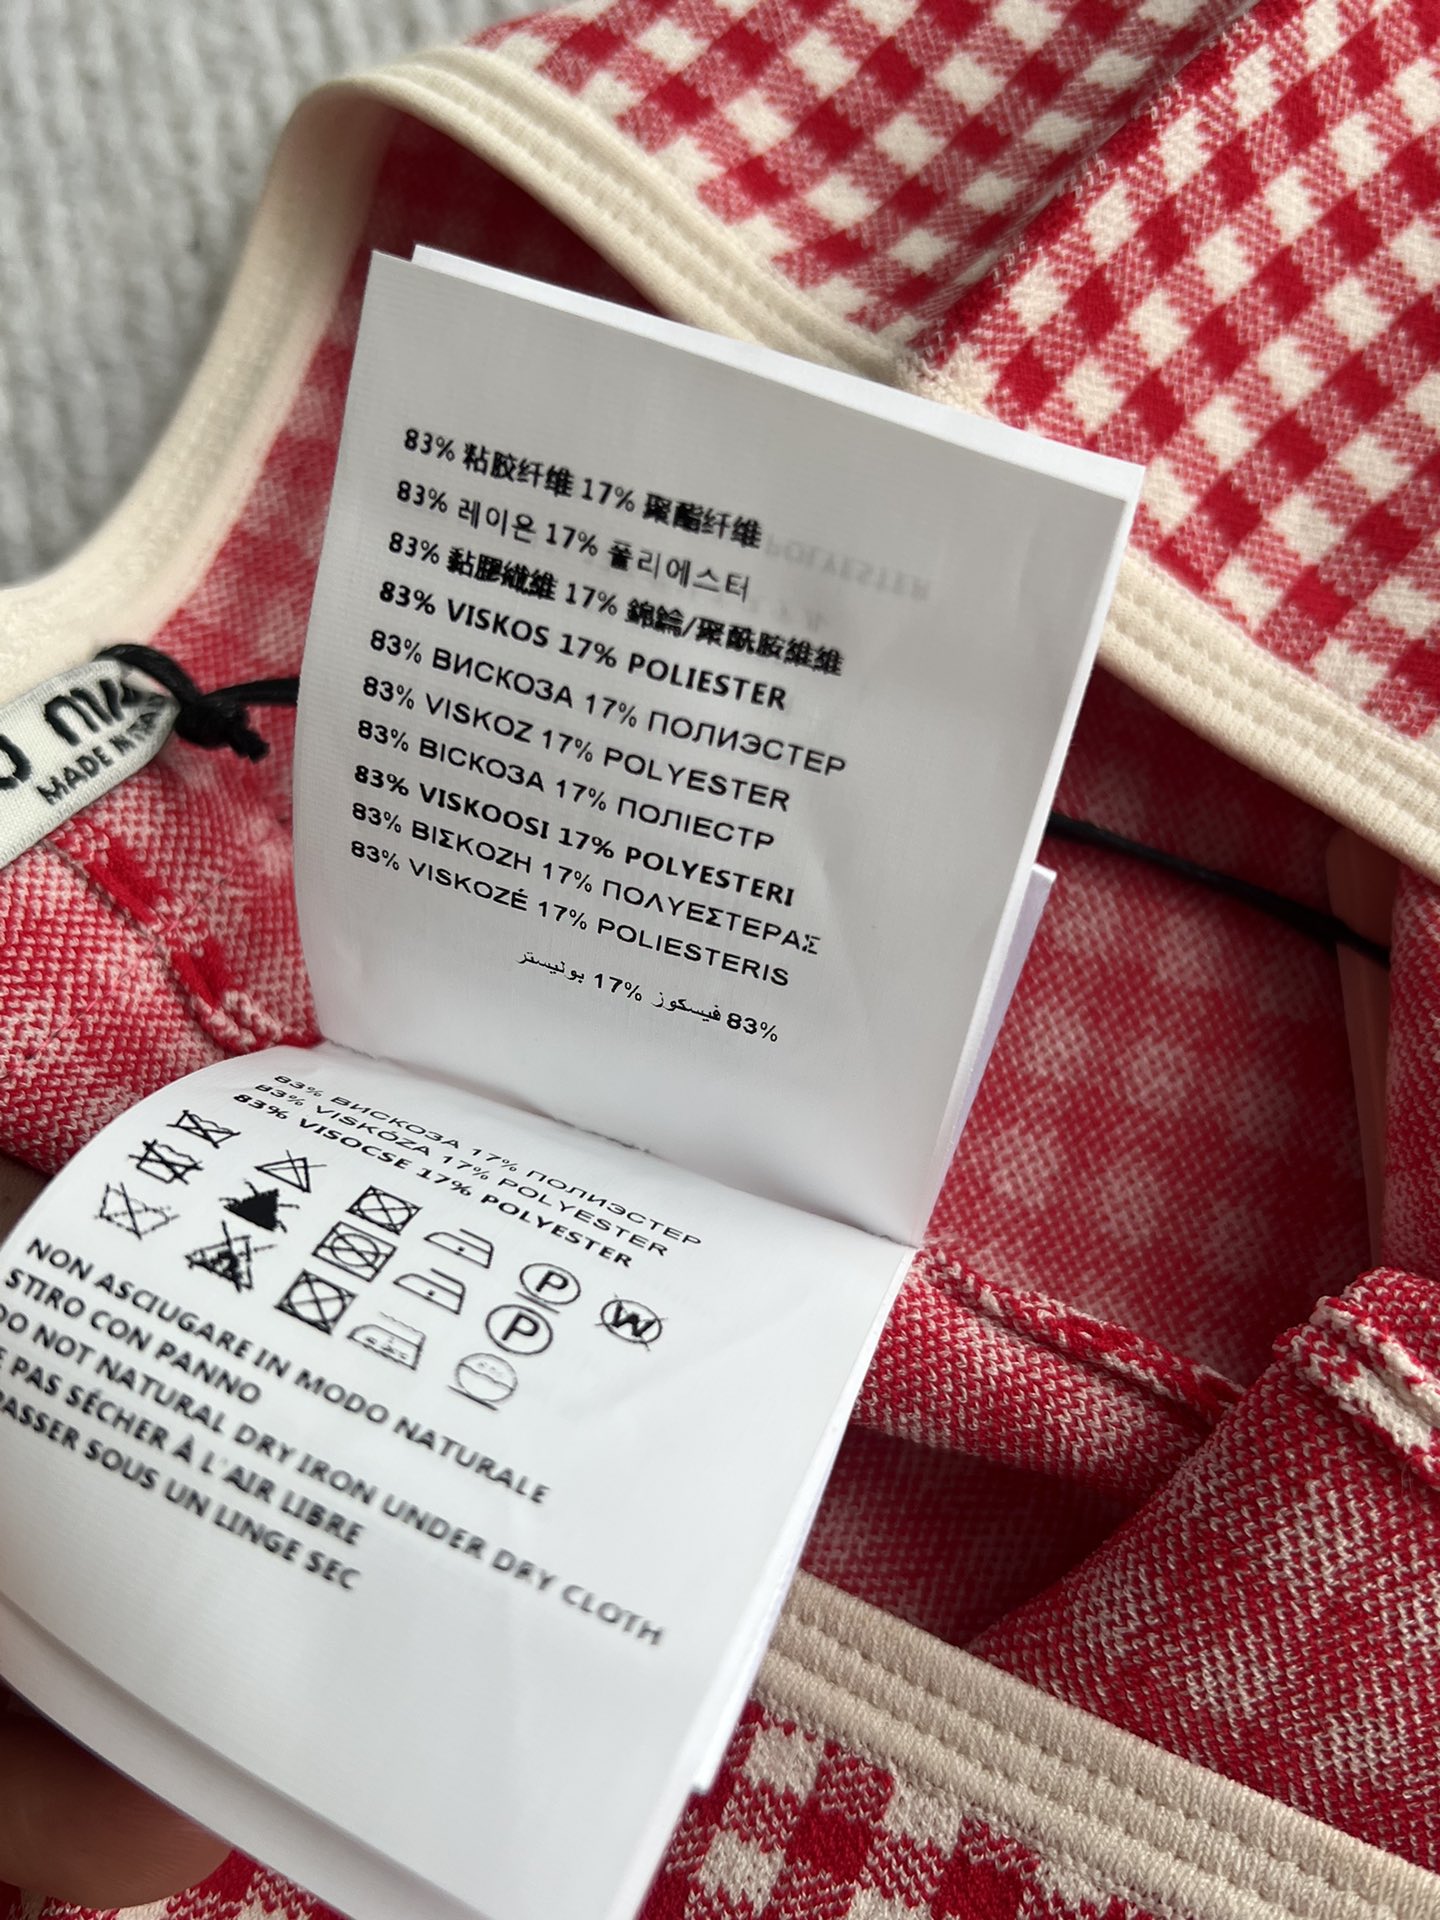 83% 粘胶纤维 17% 聚酯纤维
83% 레이온 17% 폴리에스터
83% 黏膠纖維 17% 錦綸/聚酰胺纖維
83% VISKOS 17% POLIESTER
83% ВИСКОЗА 17% ПОЛИЭСТЕР
83% VISKOZ 17% POLYESTER
83% ВІСКОЗА 17% ПОЛІЕСТР
83% VISKOOSI 17% POLYESTERI
83% ΒΙΣΚΟΖΗ 17% ΠΟΛΥΕΣΤΕΡΑΣ
83% VISKOZÉ 17% POLIESTERIS
83% فيسكوز 17% بوليستر
MADE IN
83% ВИСКОЗА 17% ПОЛИЭСТЕР
83% VISKÓZA 17% POLYESTER
83% VISOCSE 17% POLYESTER
P
P
W
NON ASCIUGARE IN MODO NATURALE
STIRO CON PANNO
DO NOT NATURAL DRY IRON UNDER DRY CLOTH
PAS SÉCHER À L'AIR LIBRE
SOUS UN LINGE SEC